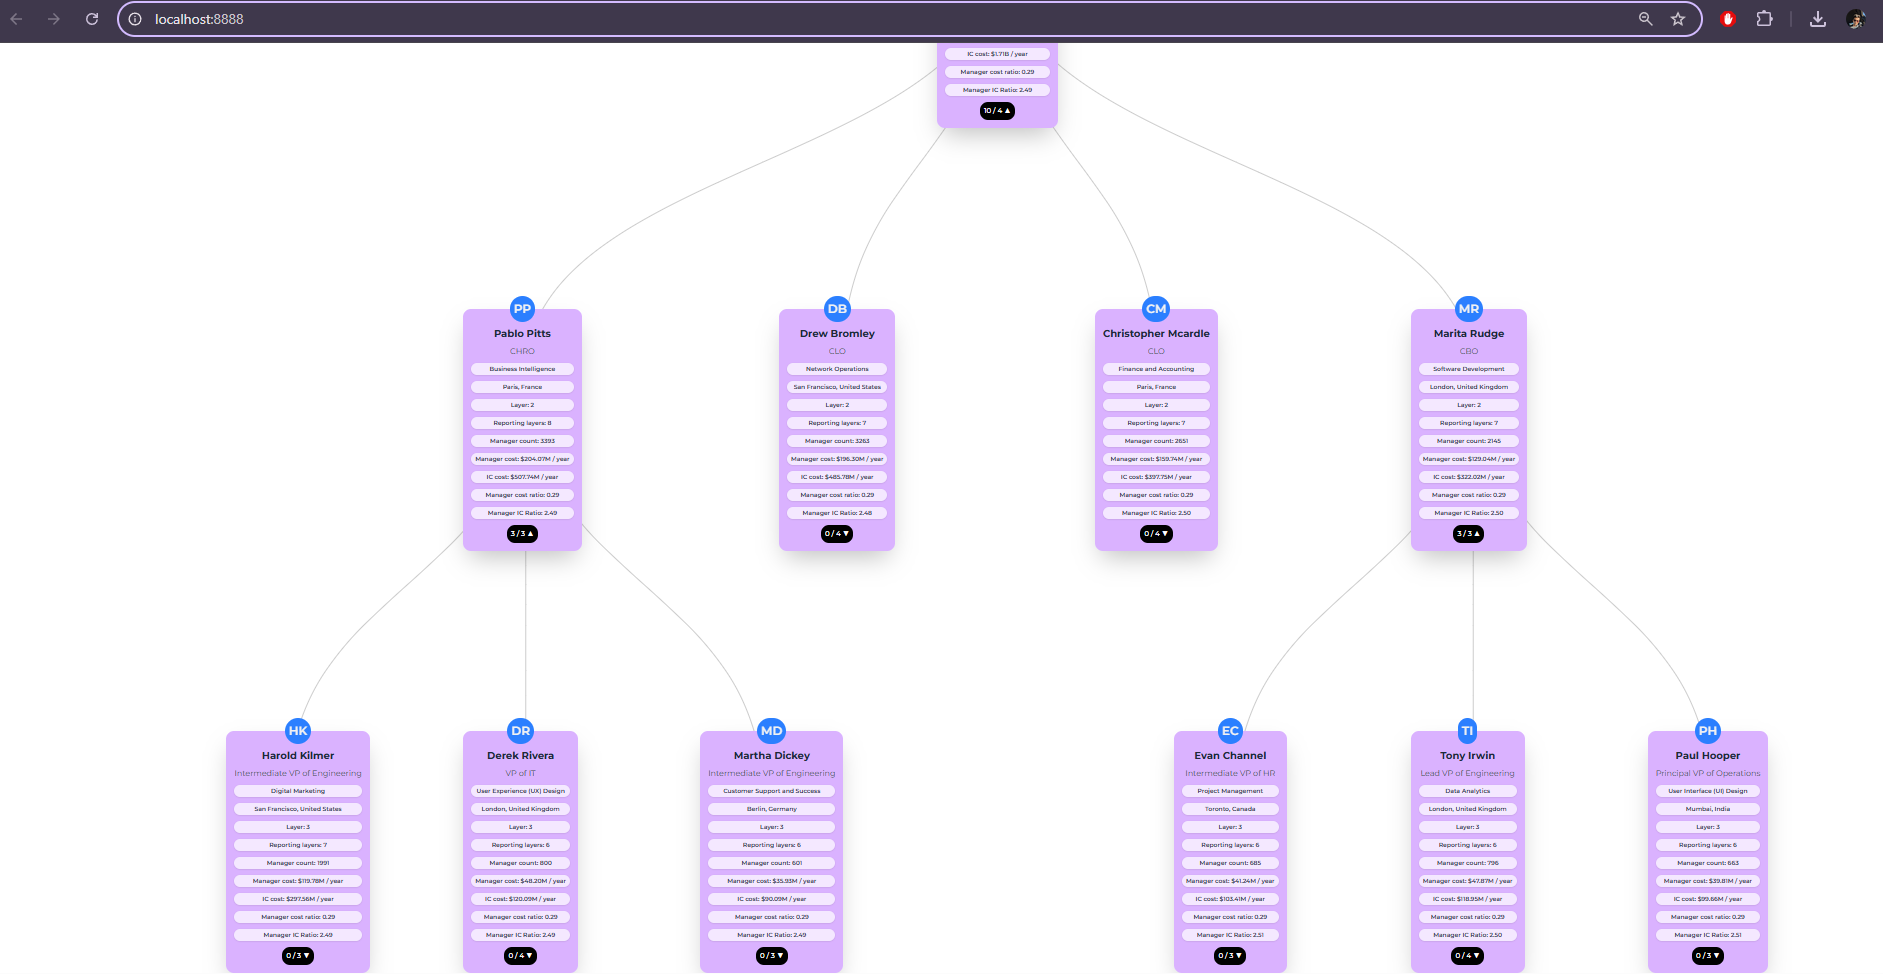 localhost:8888
IC cost: $1.71B / year
Manager cost ratio: 0.29
Manager IC Ratio: 2.49
10 / 4 ▲
PP
Pablo Pitts
CHRO
Business Intelligence
Paris, France
Layer: 2
Reporting layers: 8
Manager count: 3393
Manager cost: $204.07M / year
IC cost: $507.74M / year
Manager cost ratio: 0.29
Manager IC Ratio: 2.49
3 / 3 ▲
DB
Drew Bromley
CLO
Network Operations
San Francisco, United States
Layer: 2
Reporting layers: 7
Manager count: 3263
Manager cost: $196.30M / year
IC cost: $485.78M / year
Manager cost ratio: 0.29
Manager IC Ratio: 2.48
0 / 4 ▼
CM
Christopher Mcardle
CLO
Finance and Accounting
Paris, France
Layer: 2
Reporting layers: 7
Manager count: 2651
Manager cost: $159.74M / year
IC cost: $397.75M / year
Manager cost ratio: 0.29
Manager IC Ratio: 2.50
0 / 4 ▼
MR
Marita Rudge
CBO
Software Development
London, United Kingdom
Layer: 2
Reporting layers: 7
Manager count: 2145
Manager cost: $129.04M / year
IC cost: $322.02M / year
Manager cost ratio: 0.29
Manager IC Ratio: 2.50
3 / 3 ▲
HK
Harold Kilmer
Intermediate VP of Engineering
Digital Marketing
San Francisco, United States
Layer: 3
Reporting layers: 7
Manager count: 1991
Manager cost: $119.78M / year
IC cost: $297.56M / year
Manager cost ratio: 0.29
Manager IC Ratio: 2.49
0 / 3 ▼
DR
Derek Rivera
VP of IT
User Experience (UX) Design
London, United Kingdom
Layer: 3
Reporting layers: 6
Manager count: 800
Manager cost: $48.20M / year
IC cost: $120.09M / year
Manager cost ratio: 0.29
Manager IC Ratio: 2.49
0 / 4 ▼
MD
Martha Dickey
Intermediate VP of Engineering
Customer Support and Success
Berlin, Germany
Layer: 3
Reporting layers: 6
Manager count: 601
Manager cost: $35.93M / year
IC cost: $90.09M / year
Manager cost ratio: 0.29
Manager IC Ratio: 2.49
0 / 3 ▼
EC
Evan Channel
Intermediate VP of HR
Project Management
Toronto, Canada
Layer: 3
Reporting layers: 6
Manager count: 685
Manager cost: $41.24M / year
IC cost: $103.41M / year
Manager cost ratio: 0.29
Manager IC Ratio: 2.51
0 / 3 ▼
TI
Tony Irwin
Lead VP of Engineering
Data Analytics
London, United Kingdom
Layer: 3
Reporting layers: 6
Manager count: 796
Manager cost: $47.87M / year
IC cost: $118.95M / year
Manager cost ratio: 0.29
Manager IC Ratio: 2.50
0 / 4 ▼
PH
Paul Hooper
Principal VP of Operations
User Interface (UI) Design
Mumbai, India
Layer: 3
Reporting layers: 6
Manager count: 663
Manager cost: $39.81M / year
IC cost: $99.66M / year
Manager cost ratio: 0.29
Manager IC Ratio: 2.51
0 / 3 ▼